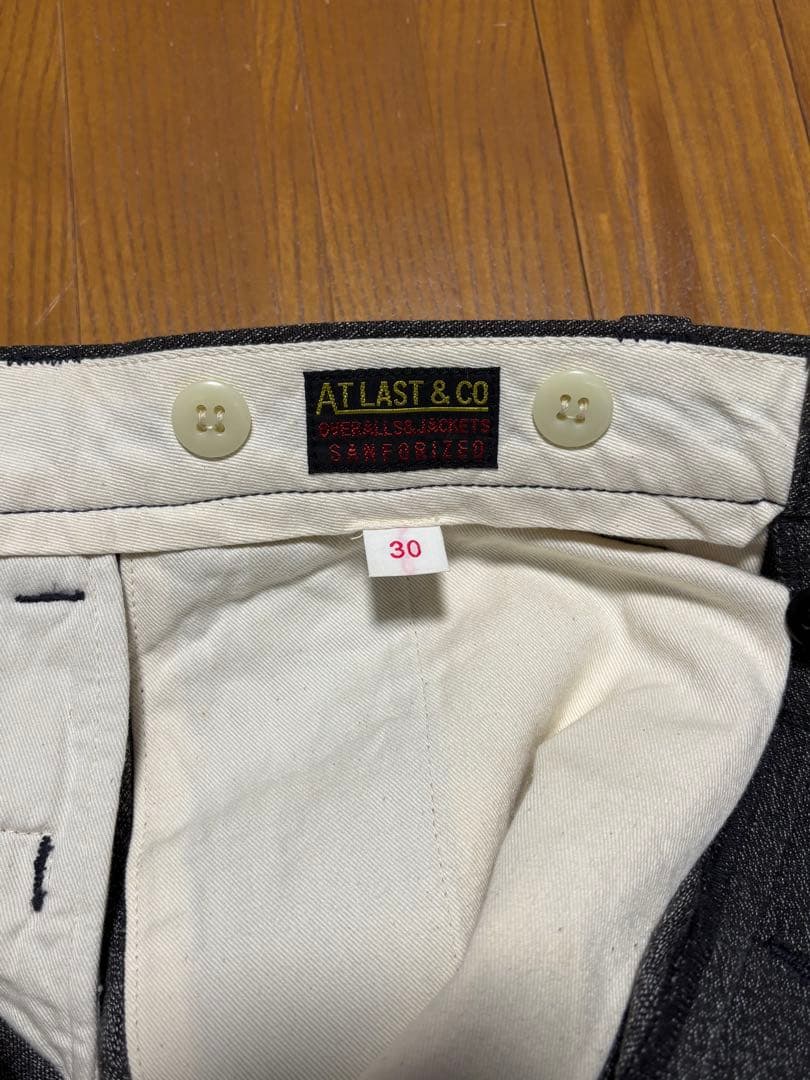 AT LAST & CO
OVERALLS&JACKETS
SANFORIZED
30